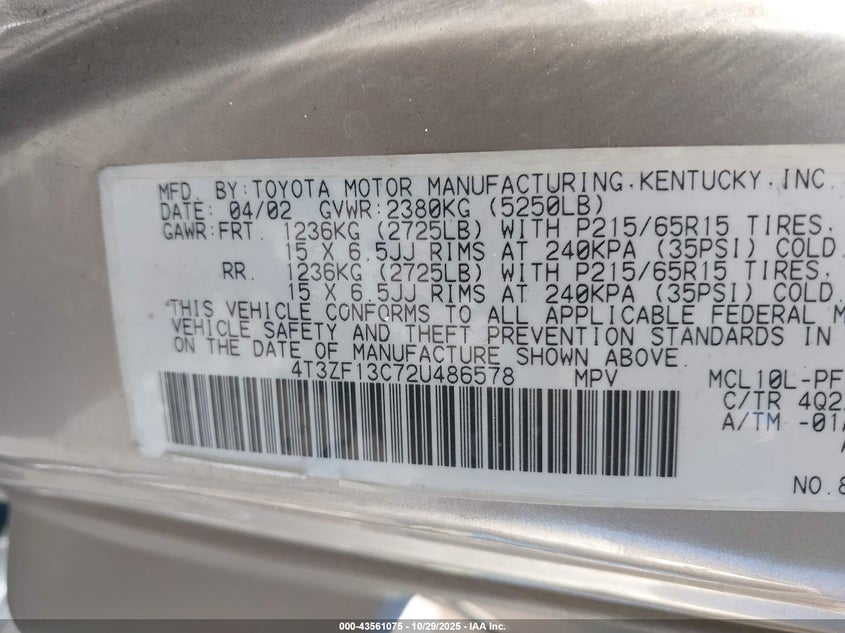 MFD. BY: TOYOTA MOTOR MANUFACTURING, KENTUCKY, INC.
DATE: 04/02 GVWR: 2380KG (5250LB)
GAWR: FRT. 1236KG (2725LB) WITH P215/65R15 TIRES,
15 X 6.5JJ RIMS AT 240KPA (35PSI) COLD.
RR. 1236KG (2725LB) WITH P215/65R15 TIRES,
15 X 6.5JJ RIMS AT 240KPA (35PSI) COLD.
THIS VEHICLE CONFORMS TO ALL APPLICABLE FEDERAL M
VEHICLE SAFETY AND THEFT PREVENTION STANDARDS IN
ON THE DATE OF MANUFACTURE SHOWN ABOVE.
4T3ZF13C72U486578 MPV MCL10L-PF
C/TR 4Q2
A/TM -01A
NO.8
000-43561075 - 10/29/2025 - IAA Inc.